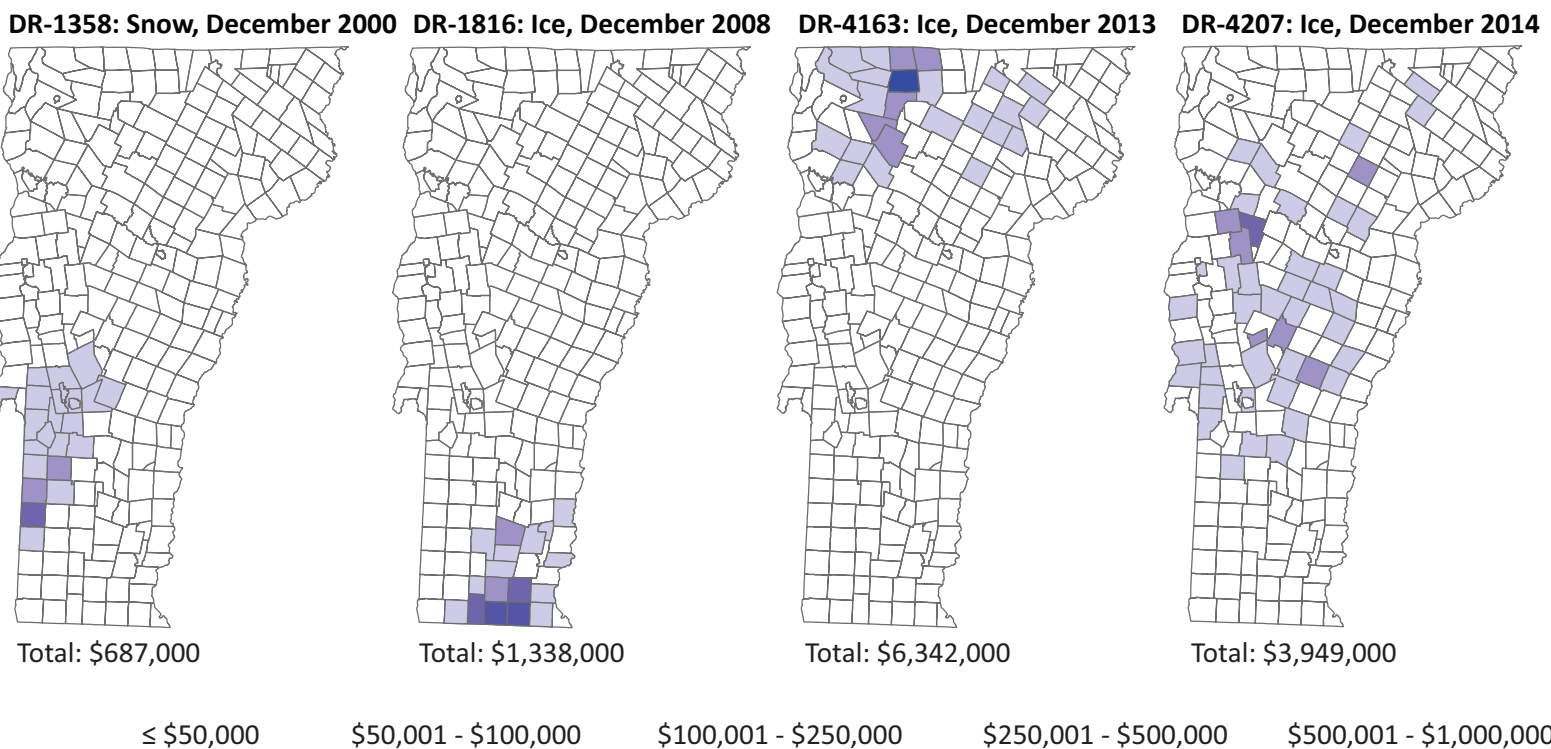 DR-1358: Snow, December 2000 DR-1816: Ice, December 2008 DR-4163: Ice, December 2013 DR-4207: Ice, December 2014
Total: $687,000 Total: $1,338,000 Total: $6,342,000 Total: $3,949,000
≤ $50,000 $50,001 - $100,000 $100,001 - $250,000 $250,001 - $500,000 $500,001 - $1,000,000